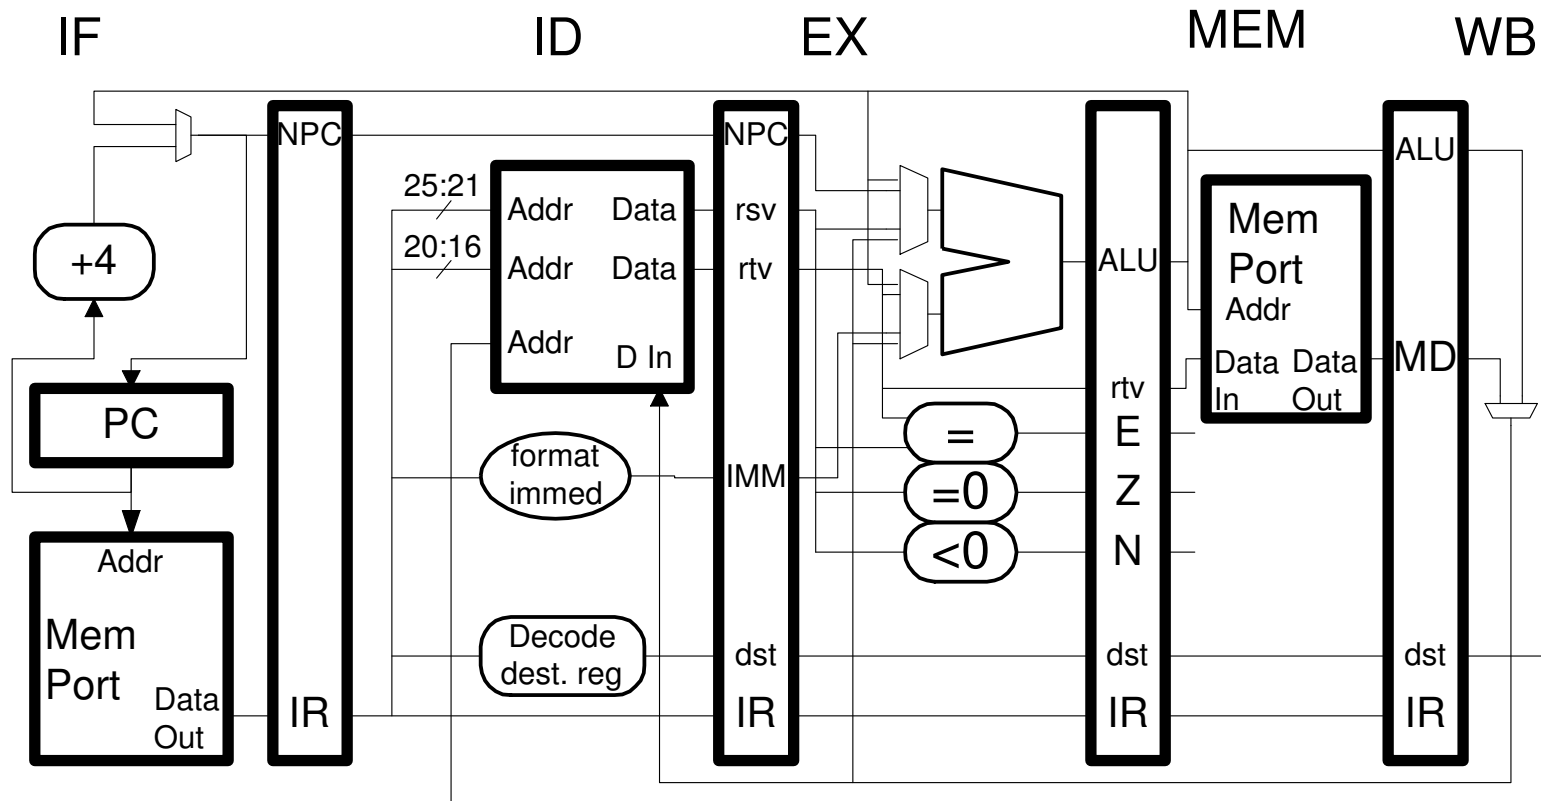 IF
ID
EX
MEM
WB
NPC
NPC
ALU
25:21
20:16
Addr Data
Addr Data
Addr
D In
rsv
rtv
ALU
Mem
Port
Addr
Data
In
Data
Out
MD
+4
PC
format
immed
IMM
rtv
=
E
=0
Z
<0
N
Addr
Mem
Port
Data
Out
Decode
dest. reg
dst
dst
dst
IR
IR
IR
IR